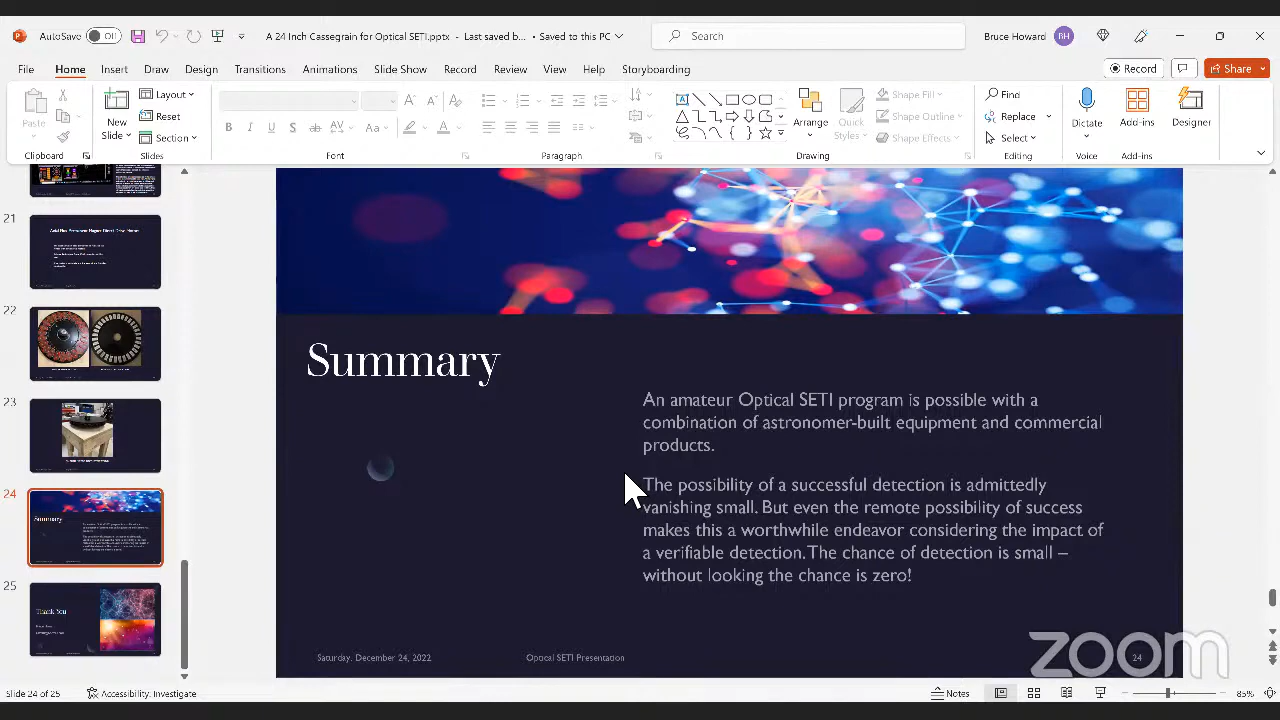 AutoSave Off
A 24 Inch Cassegrain for Optical SETI.pptx - Last saved b... • Saved to this PC
Search
Bruce Howard BH
File Home Insert Draw Design Transitions Animations Slide Show Record Review View Help Storyboarding
Record Share
Paste
New
Slide
Layout
Reset
Section
Arrange
Quick
Styles
Shape Fill
Shape Outline
Shape Effects
Find
Replace
Select
Dictate
Add-ins
Designer
Clipboard Slides Font Paragraph Drawing Editing Voice Add-ins
21
22
23
24
Summary
25
Thank You
Summary
An amateur Optical SETI program is possible with a
combination of astronomer-built equipment and commercial
products.
The possibility of a successful detection is admittedly
vanishing small. But even the remote possibility of success
makes this a worthwhile endeavor considering the impact of
a verifiable detection. The chance of detection is small –
without looking the chance is zero!
Saturday, December 24, 2022 Optical SETI Presentation 24
zoom
Slide 24 of 25 Accessibility: Investigate Notes 85%